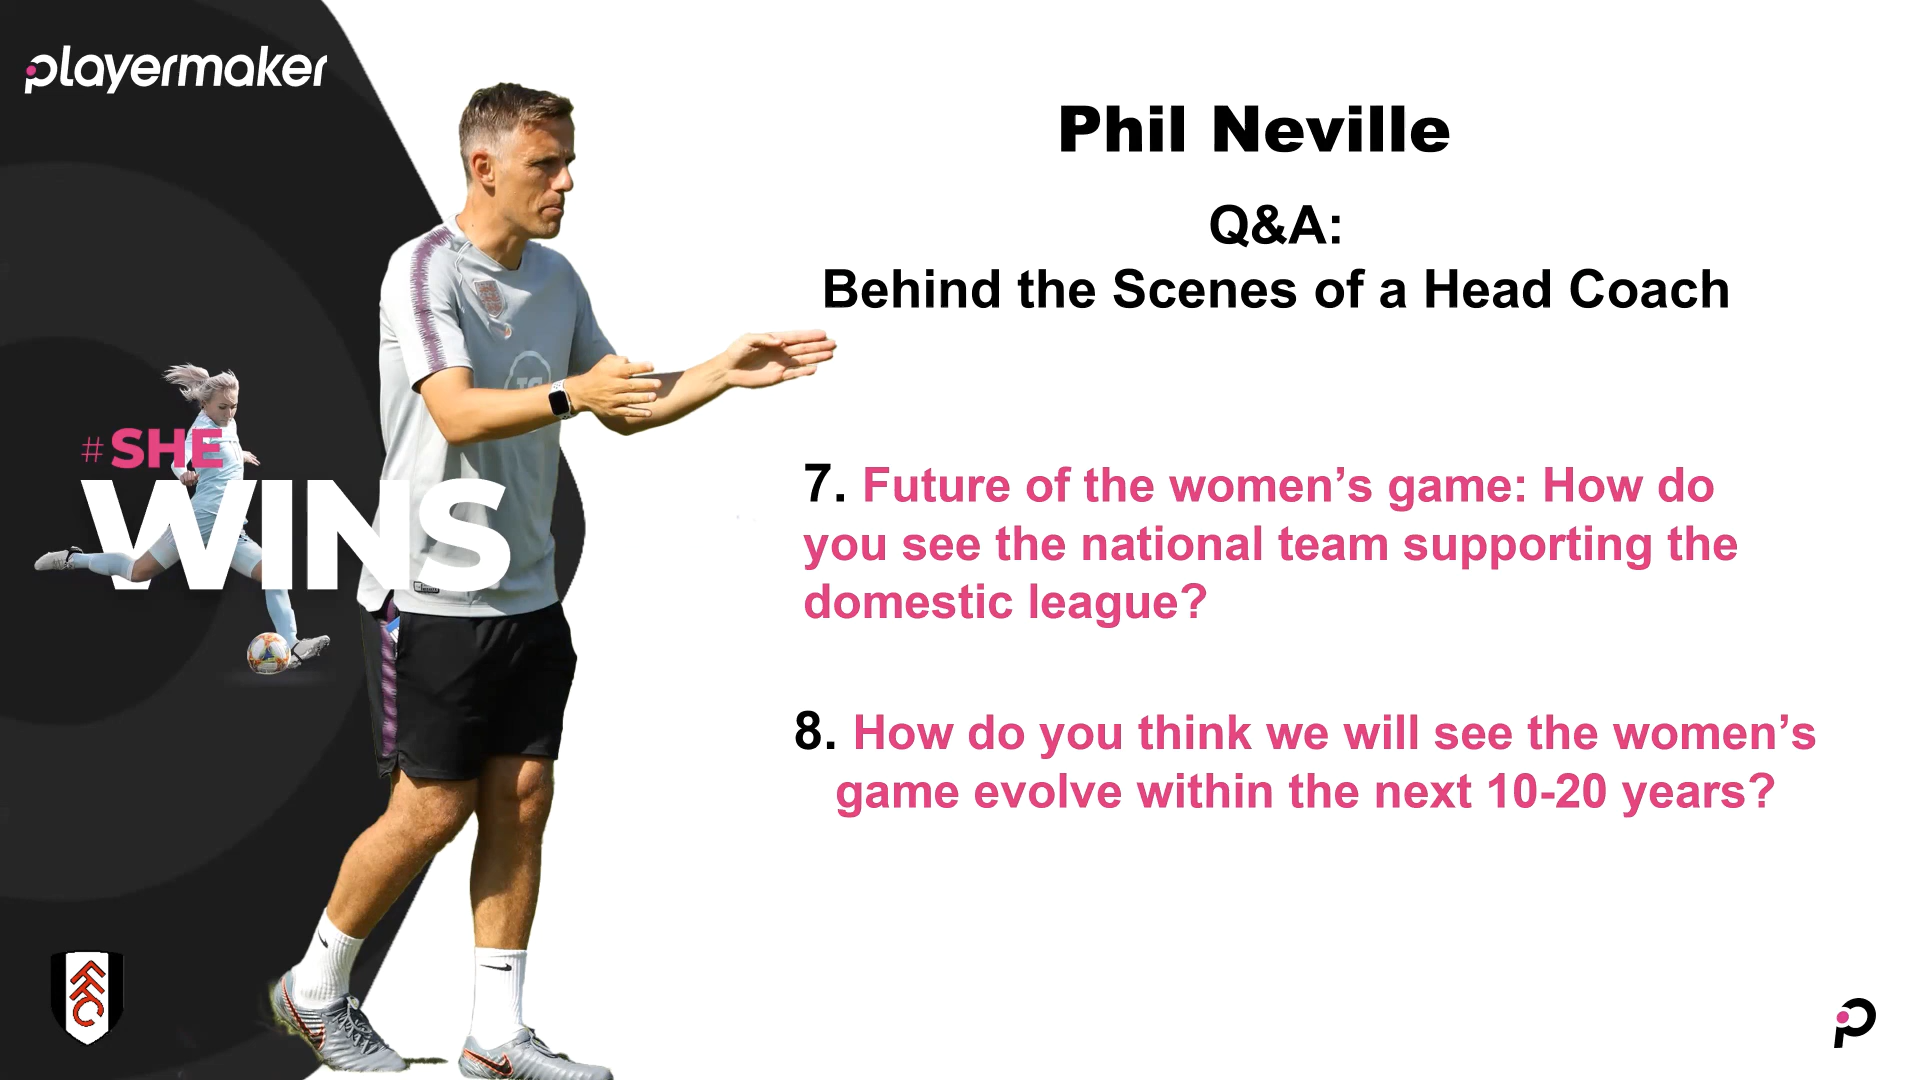 playermaker
Phil Neville
Q&A:
Behind the Scenes of a Head Coach
#SHE
WINS
7. Future of the women’s game: How do
you see the national team supporting the
domestic league?
8. How do you think we will see the women’s
game evolve within the next 10-20 years?
FFC